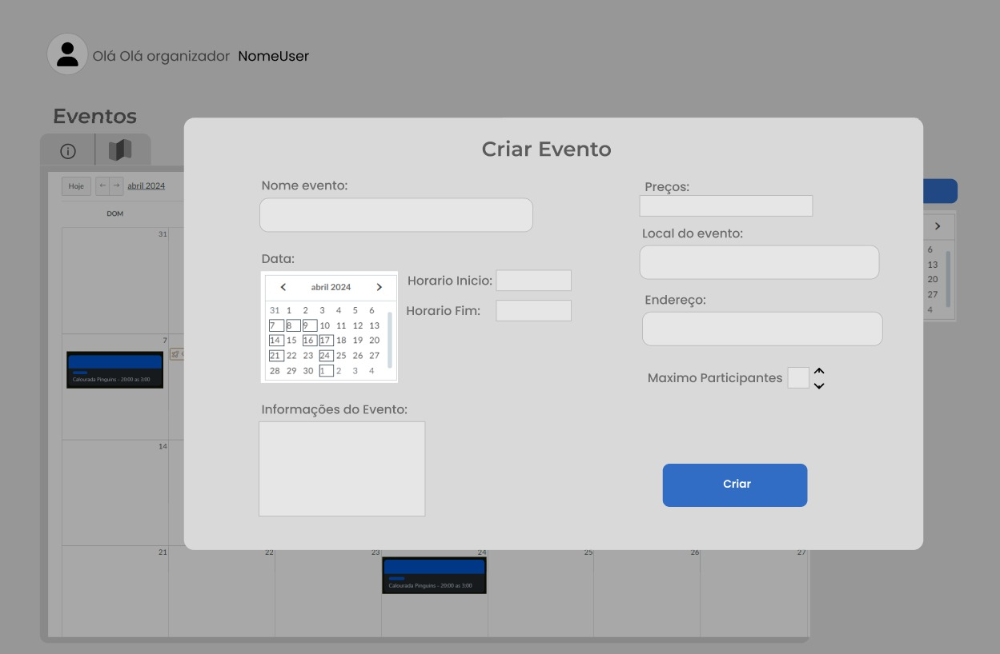 Olá Olá organizador NomeUser
Eventos
Hoje ← → abril 2024
DOM
31
7
Calourada Pinguins - 20:00 as 3:00
14
21 22 23 24 25 26 27
Calourada Pinguins - 20:00 as 3:00
6
13
20
27
4
Criar Evento
Nome evento:
Data:
abril 2024
31 1 2 3 4 5 6
7 8 9 10 11 12 13
14 15 16 17 18 19 20
21 22 23 24 25 26 27
28 29 30 1 2 3 4
Horario Inicio:
Horario Fim:
Informações do Evento:
Preços:
Local do evento:
Endereço:
Maximo Participantes
Criar